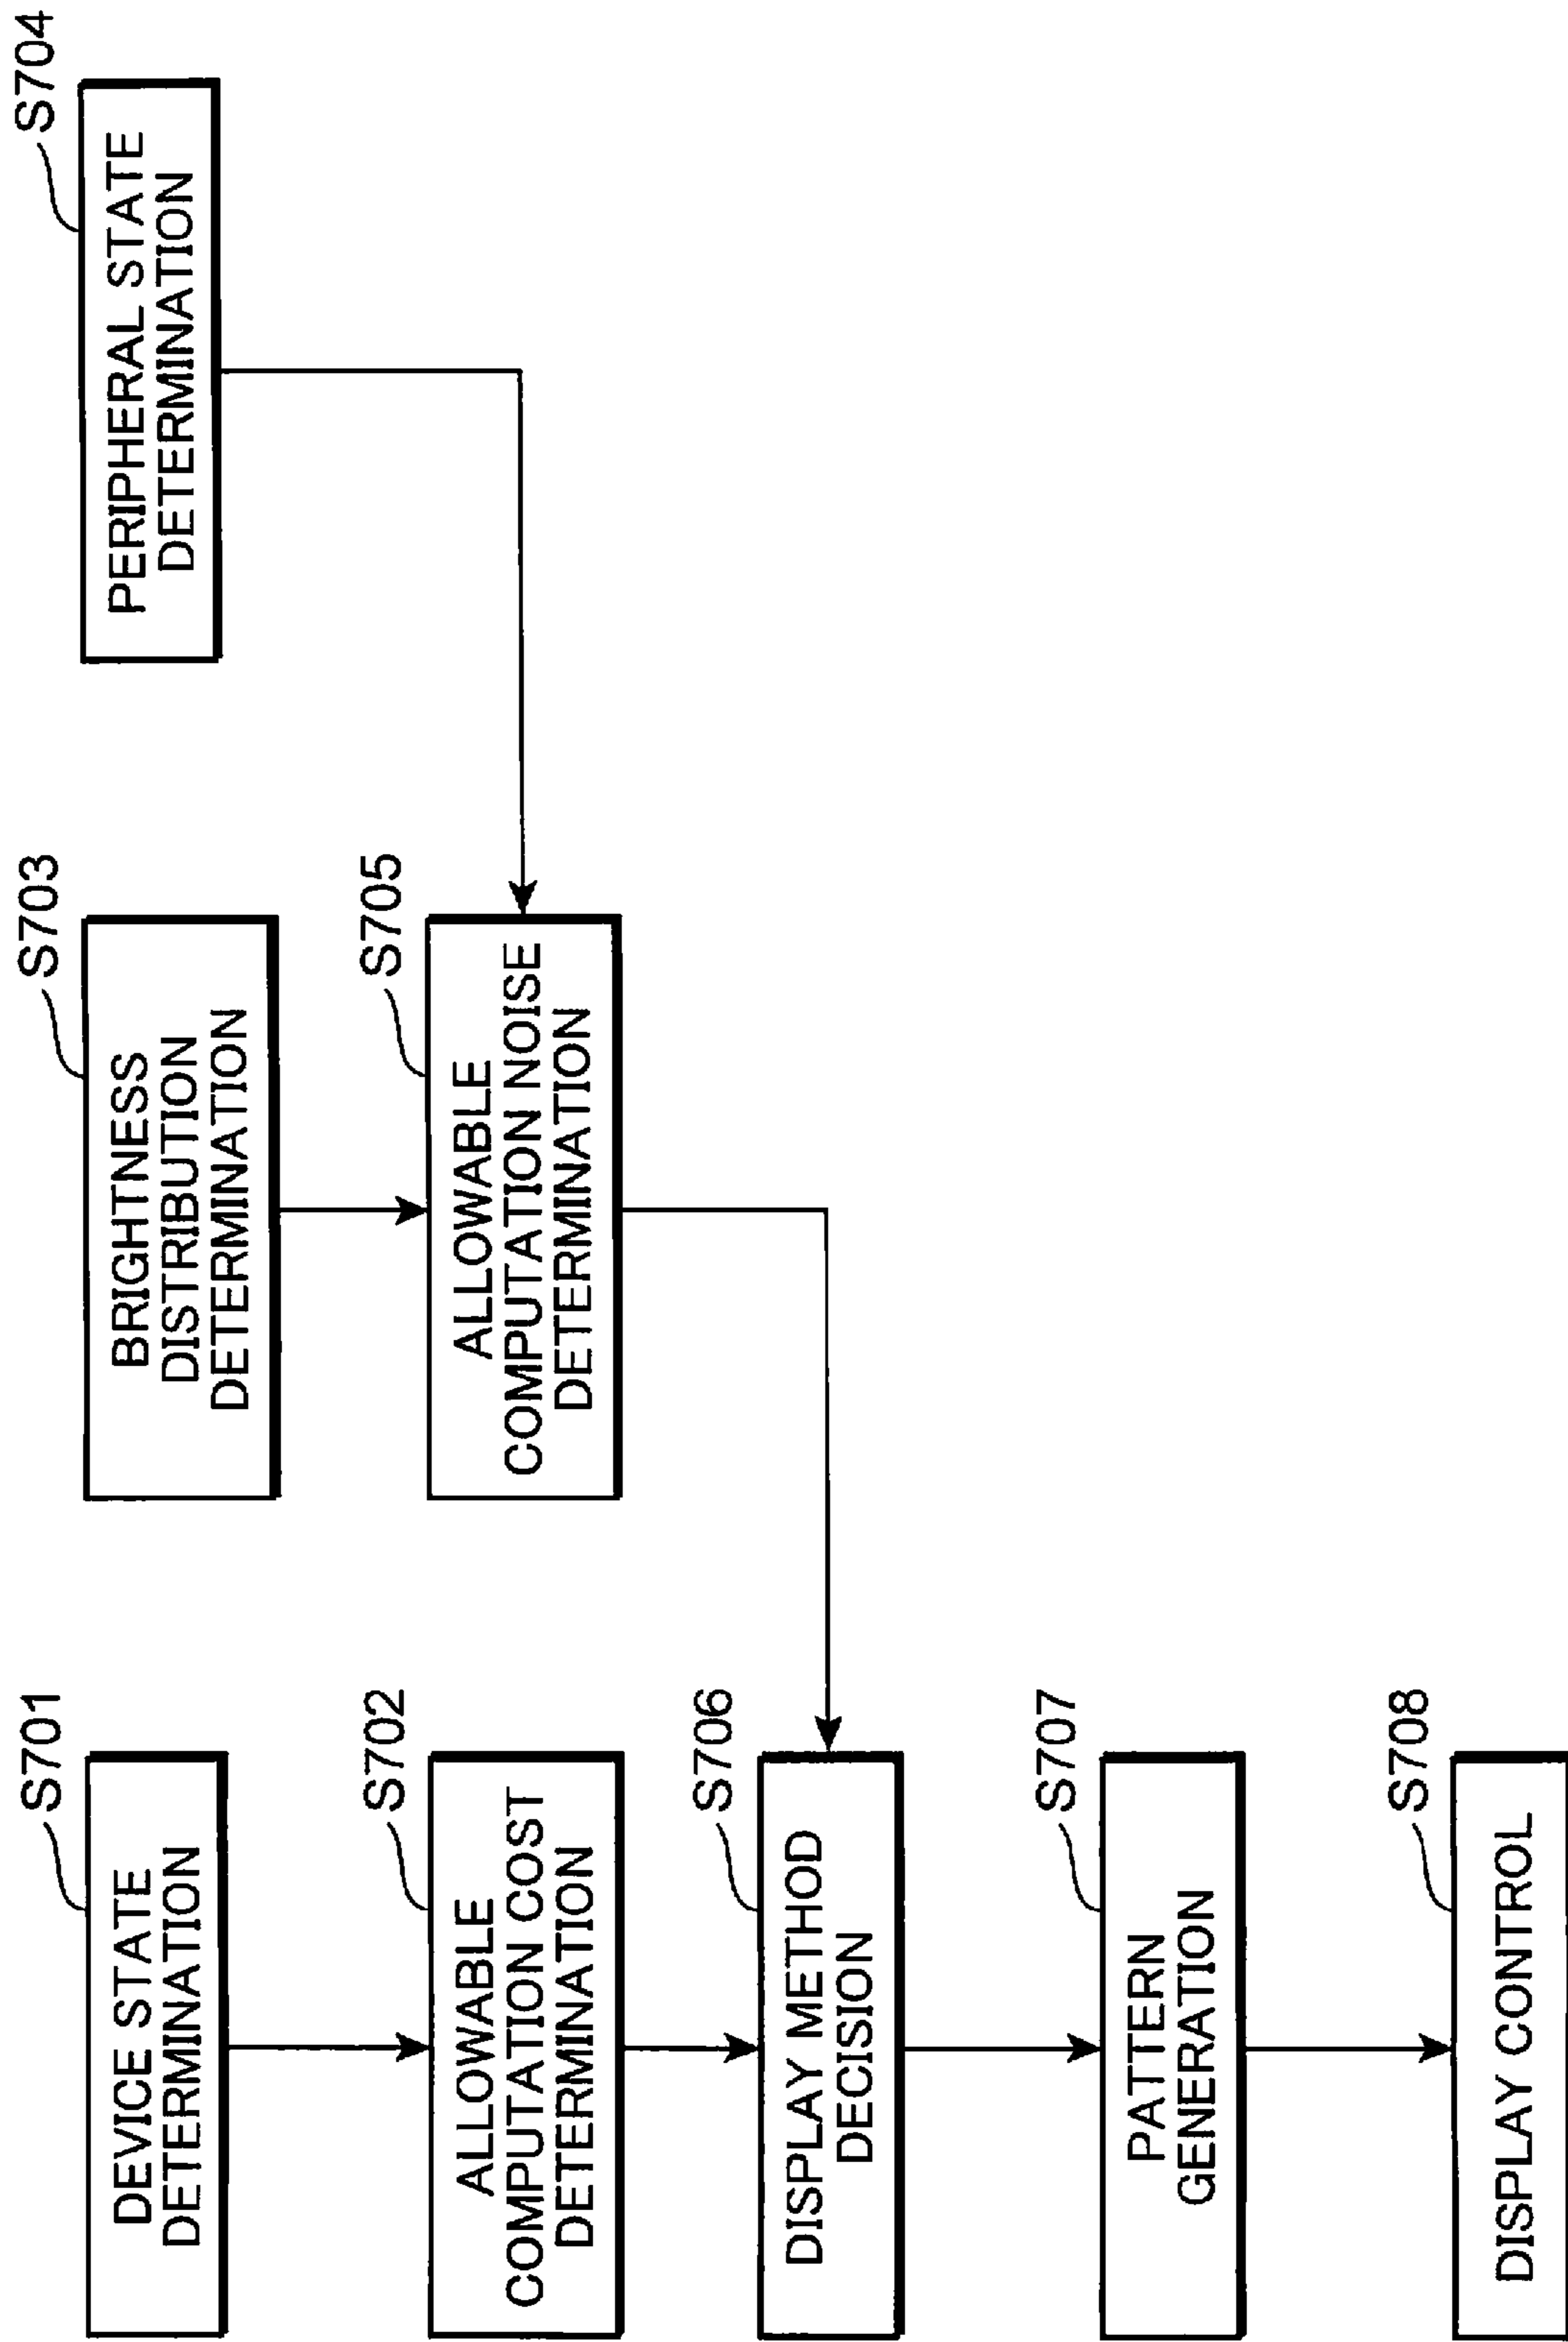 S701
DEVICE STATE
DETERMINATION
S702
ALLOWABLE
COMPUTATION COST
DETERMINATION
S703
BRIGHTNESS
DISTRIBUTION
DETERMINATION
S704
PERIPHERAL STATE
DETERMINATION
S705
ALLOWABLE
COMPUTATION NOISE
DETERMINATION
S706
DISPLAY METHOD
DECISION
S707
PATTERN
GENERATION
S708
DISPLAY CONTROL